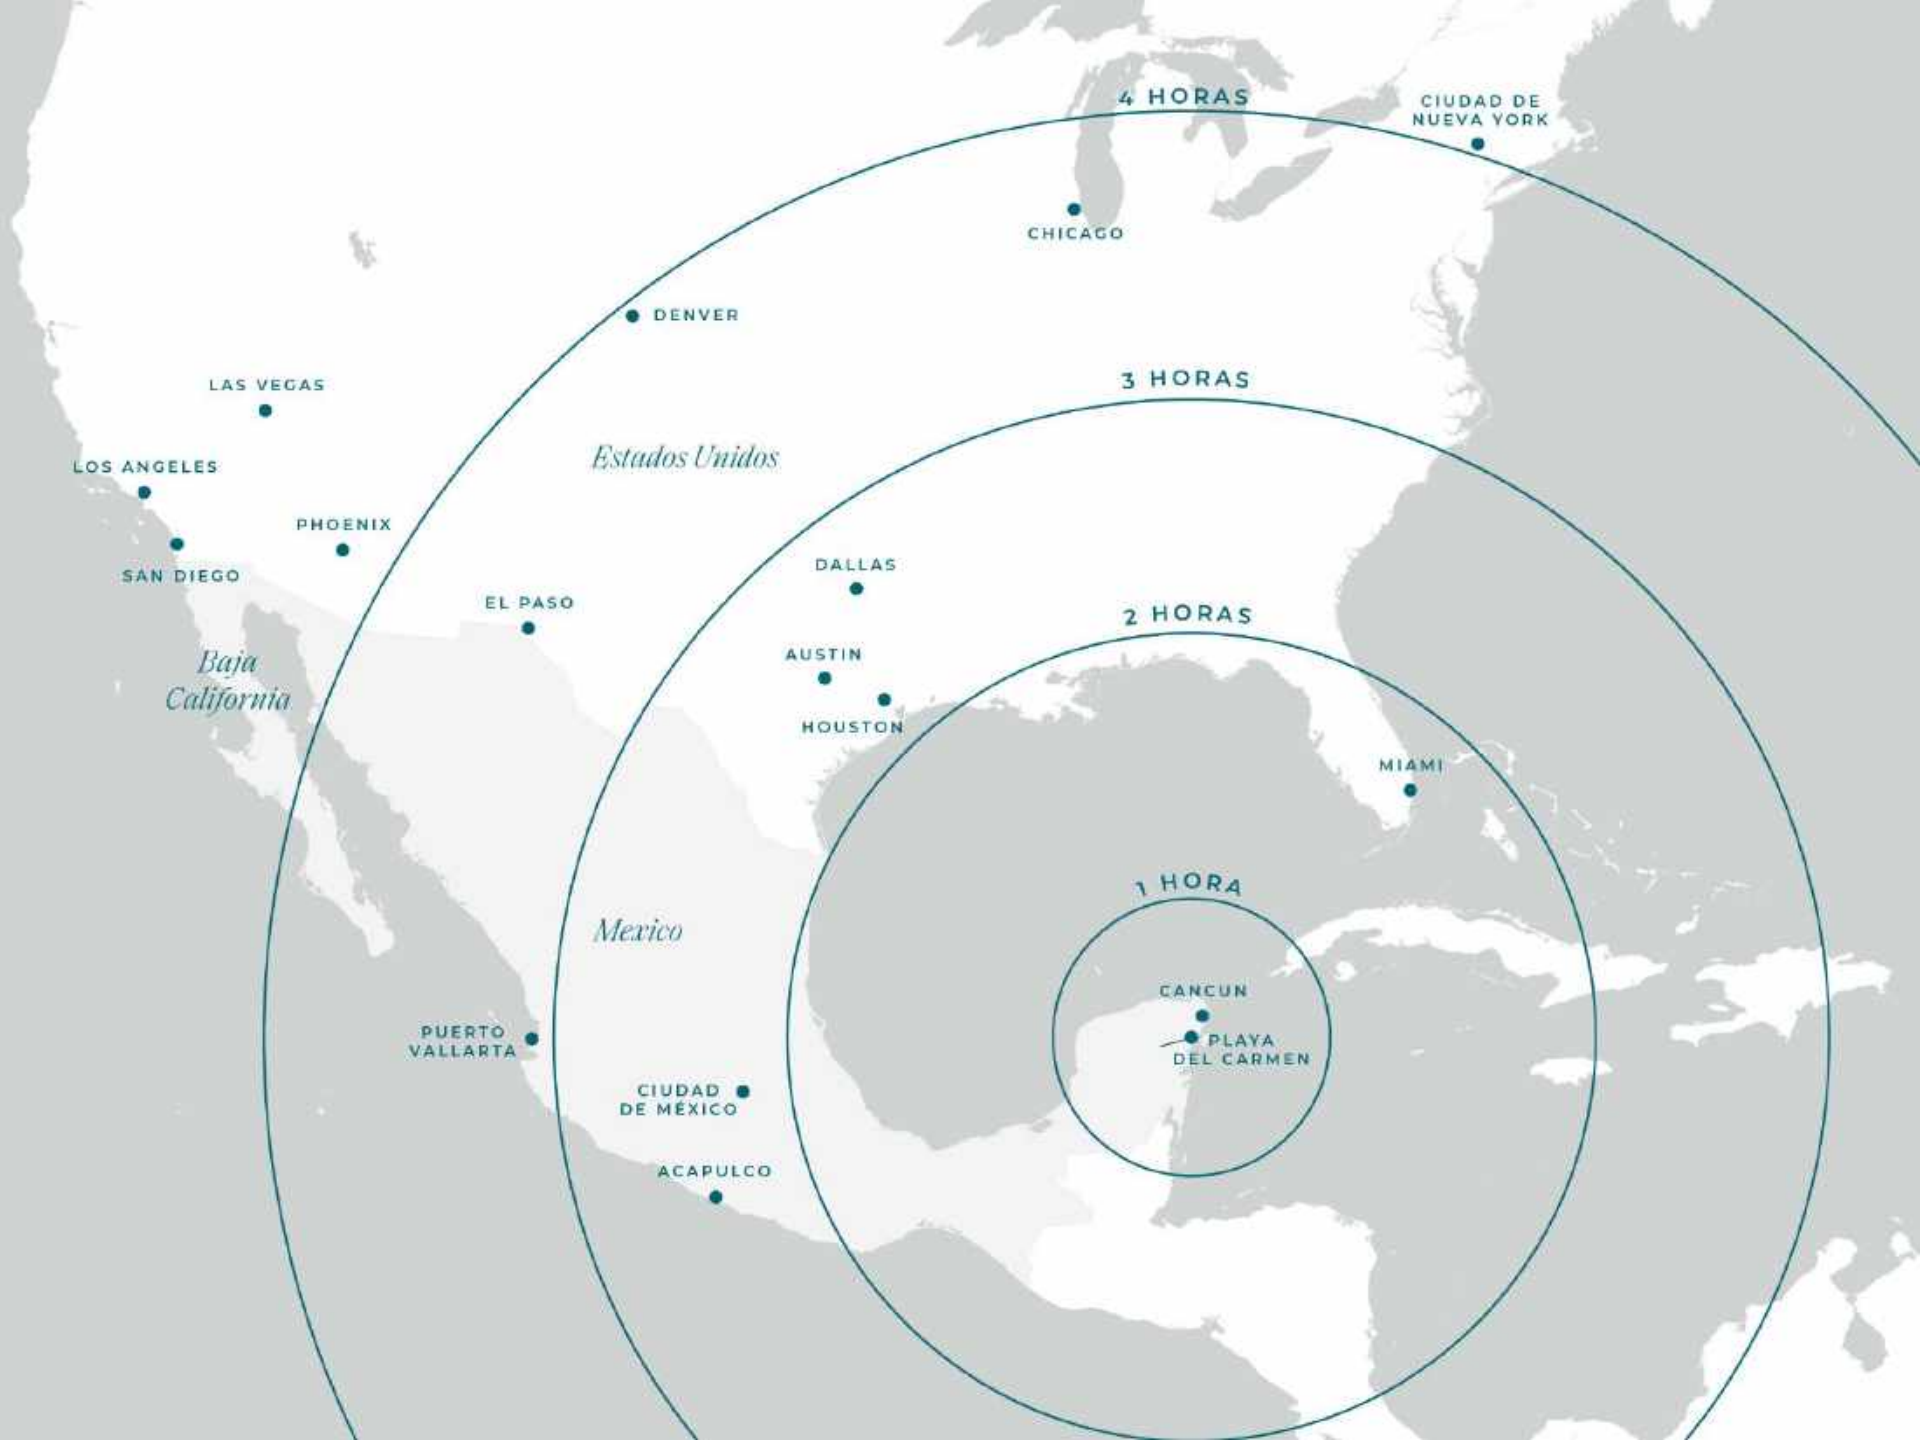 4 HORAS
CIUDAD DE
NUEVA YORK
CHICAGO
DENVER
3 HORAS
LAS VEGAS
Estados Unidos
LOS ANGELES
PHOENIX
SAN DIEGO
DALLAS
EL PASO
2 HORAS
AUSTIN
Baja
California
HOUSTON
MIAMI
1 HORA
Mexico
CANCUN
PUERTO
VALLARTA
PLAYA
DEL CARMEN
CIUDAD
DE MÉXICO
ACAPULCO